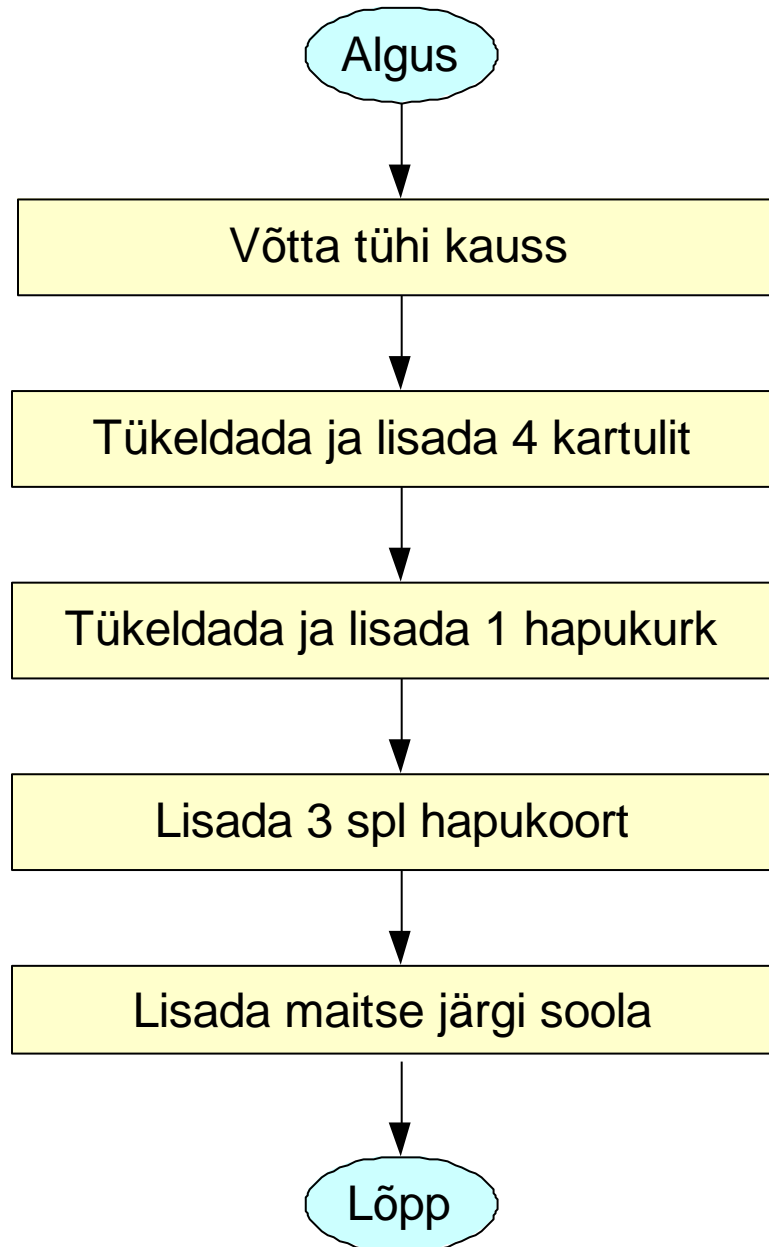 Algus
Võtta tühi kauss
Tükeldada ja lisada 4 kartulit
Tükeldada ja lisada 1 hapukurk
Lisada 3 spl hapukoort
Lisada maitse järgi soola
Lõpp